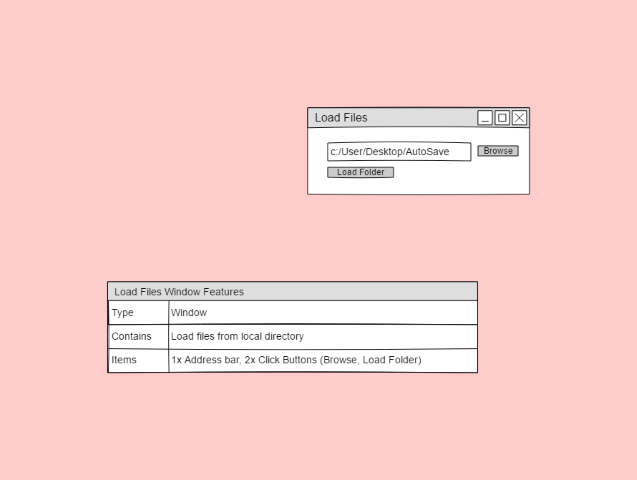 Load Files
c:/User/Desktop/AutoSave
Browse
Load Folder
Load Files Window Features
Type Window
Contains Load files from local directory
Items 1x Address bar, 2x Click Buttons (Browse, Load Folder)